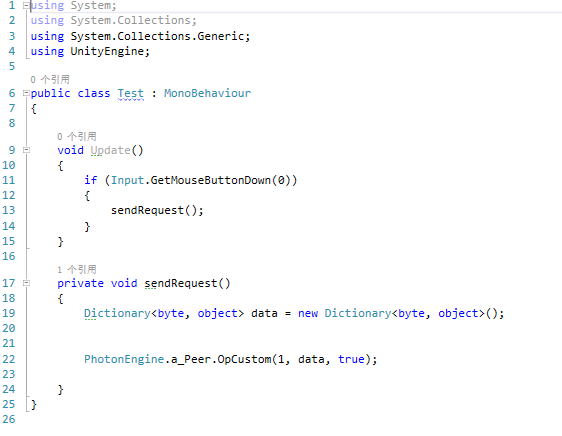 1 using System;
2 using System.Collections;
3 using System.Collections.Generic;
4 using UnityEngine;
5
0 个引用
6 public class Test : MonoBehaviour
7 {
8
0 个引用
9 void Update()
10 {
11 if (Input.GetMouseButtonDown(0))
12 {
13 sendRequest();
14 }
15 }
16
1 个引用
17 private void sendRequest()
18 {
19 Dictionary<byte, object> data = new Dictionary<byte, object>();
20
21
22 PhotonEngine.a_Peer.OpCustom(1, data, true);
23
24 }
25 }
26